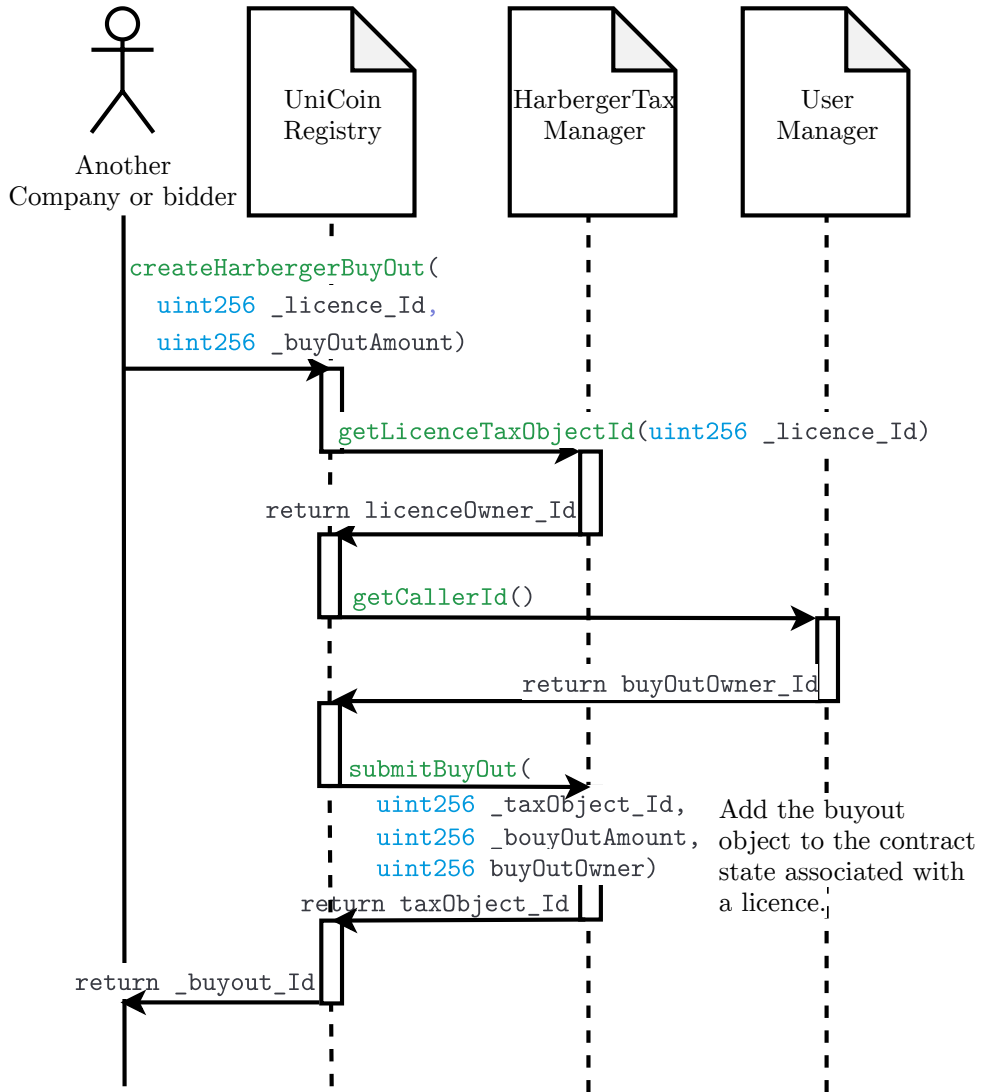 Another
Company or bidder
UniCoin
Registry
HarbergerTax
Manager
User
Manager
createHarbergerBuyOut(
uint256 _licence_Id,
uint256 _buyOutAmount)
getLicenceTaxObjectId(uint256 _licence_Id)
return licenceOwner_Id
getCallerId()
return buyOutOwner_Id
submitBuyOut(
uint256 _taxObject_Id,
uint256 _bouyOutAmount,
uint256 buyOutOwner)
Add the buyout
object to the contract
state associated with
a licence.
return taxObject_Id
return _buyout_Id